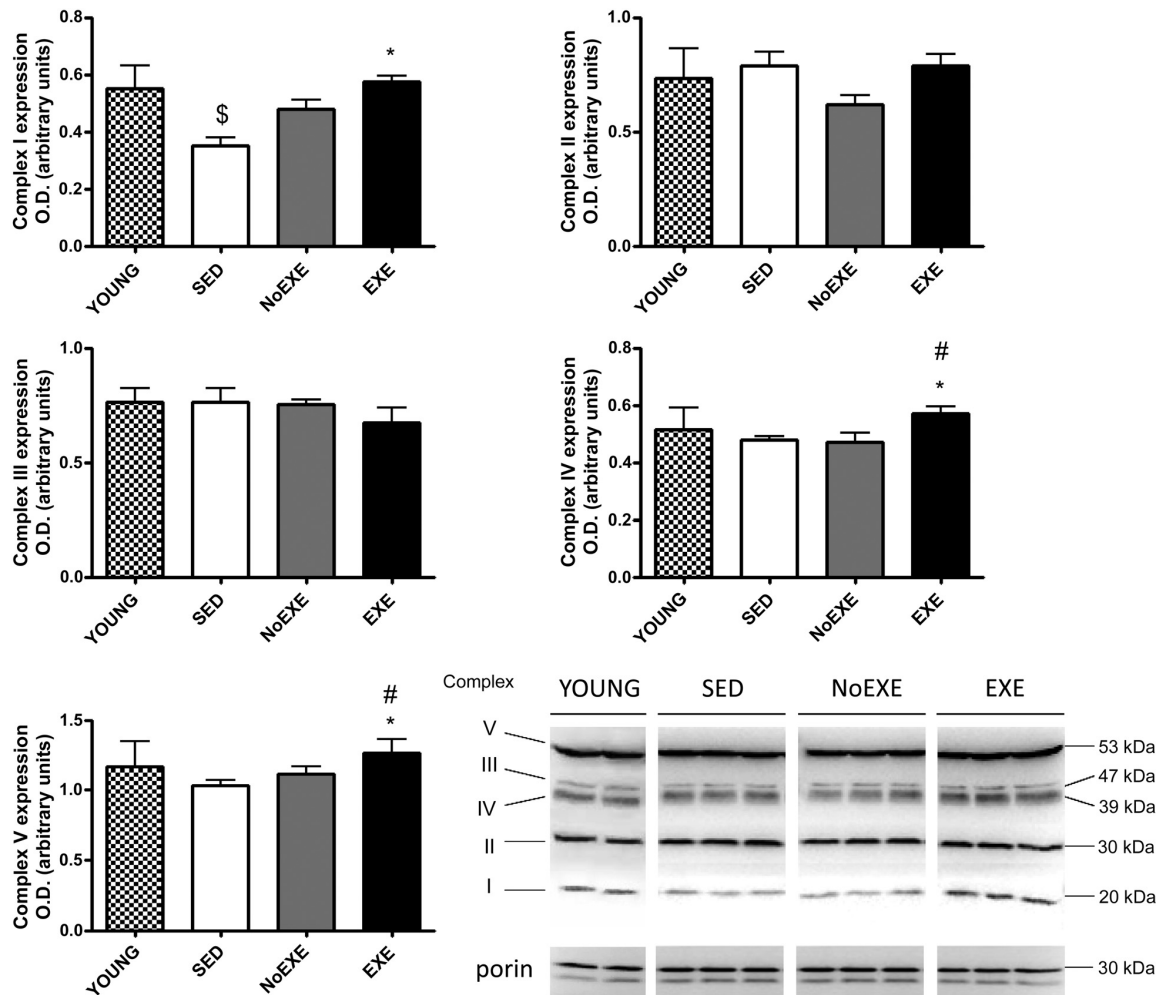 Complex I expression
O.D. (arbitrary units)
0.8
0.6
0.4
0.2
0.0
$
*
YOUNG
SED
NoEXE
EXE
Complex II expression
O.D. (arbitrary units)
1.0
0.5
0.0
YOUNG
SED
NoEXE
EXE
Complex III expression
O.D. (arbitrary units)
1.0
0.5
0.0
YOUNG
SED
NoEXE
EXE
Complex IV expression
O.D. (arbitrary units)
0.8
0.6
0.4
0.2
0.0
#
*
YOUNG
SED
NoEXE
EXE
Complex V expression
O.D. (arbitrary units)
1.5
1.0
0.5
0.0
#
*
YOUNG
SED
NoEXE
EXE
Complex
YOUNG
SED
NoEXE
EXE
V
III
IV
II
I
53 kDa
47 kDa
39 kDa
30 kDa
20 kDa
porin
30 kDa